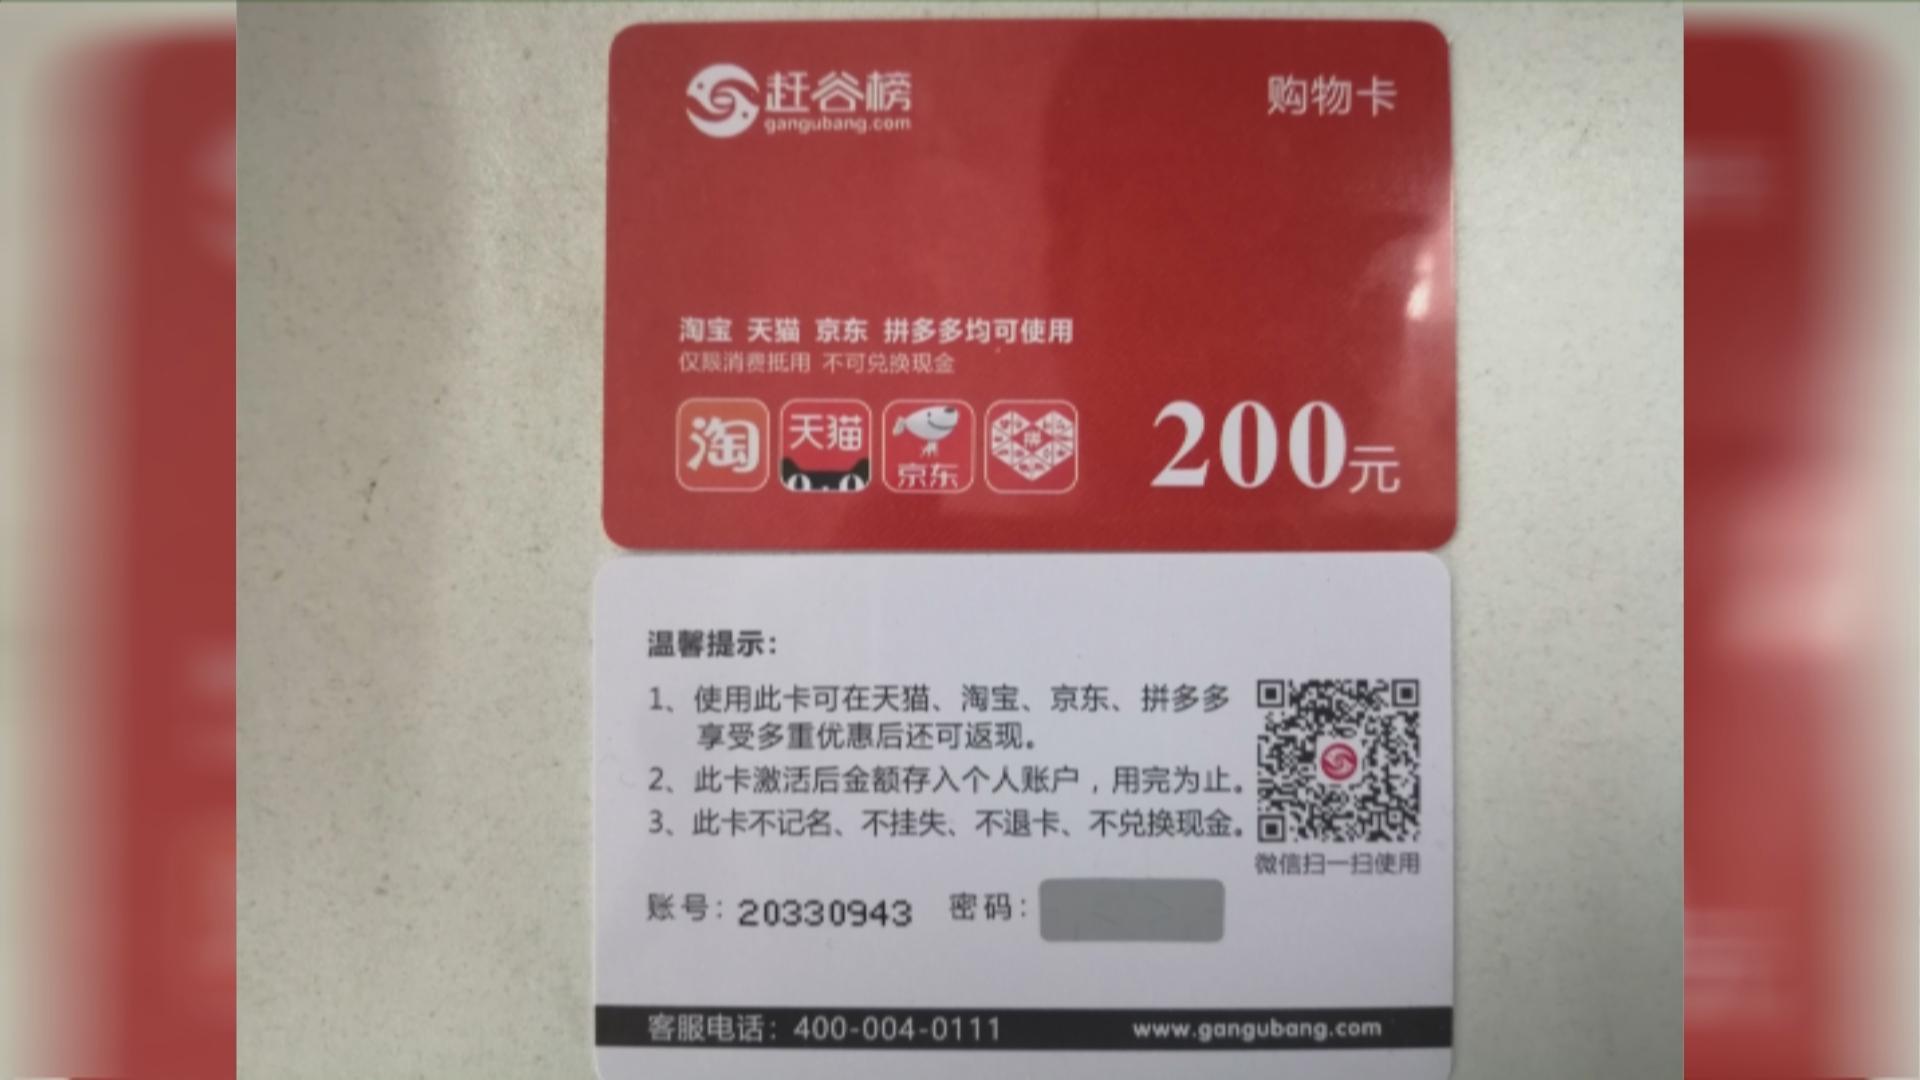 赶谷榜
gangubang.com
购物卡
淘宝 天猫 京东 拼多多均可使用
仅限消费抵用 不可兑换现金
淘
天猫
京东
拼
200元
温馨提示：
1、使用此卡可在天猫、淘宝、京东、拼多多
享受多重优惠后还可返现。
2、此卡激活后金额存入个人账户，用完为止。
3、此卡不记名、不挂失、不退卡、不兑换现金。
微信扫一扫使用
账号：20330943 密码：
客服电话：400-004-0111 www.gangubang.com